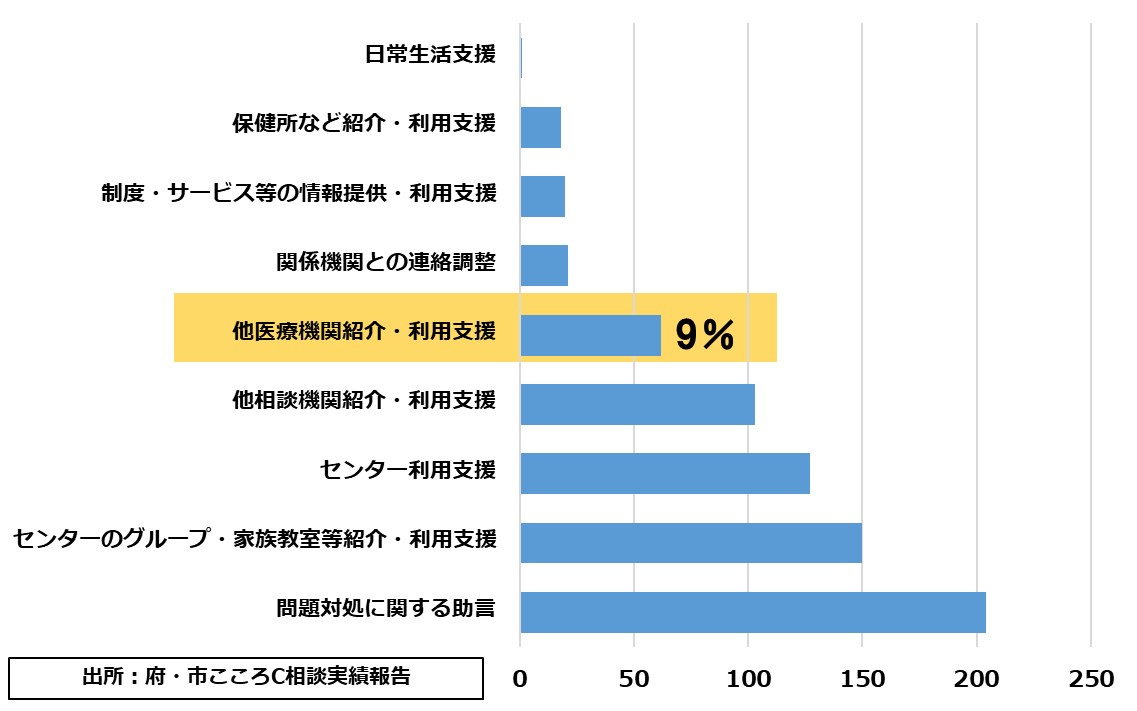 日常生活支援
保健所など紹介・利用支援
制度・サービス等の情報提供・利用支援
関係機関との連絡調整
他医療機関紹介・利用支援
9%
他相談機関紹介・利用支援
センター利用支援
センターのグループ・家族教室等紹介・利用支援
問題対処に関する助言
出所：府・市こころC相談実績報告
0 50 100 150 200 250